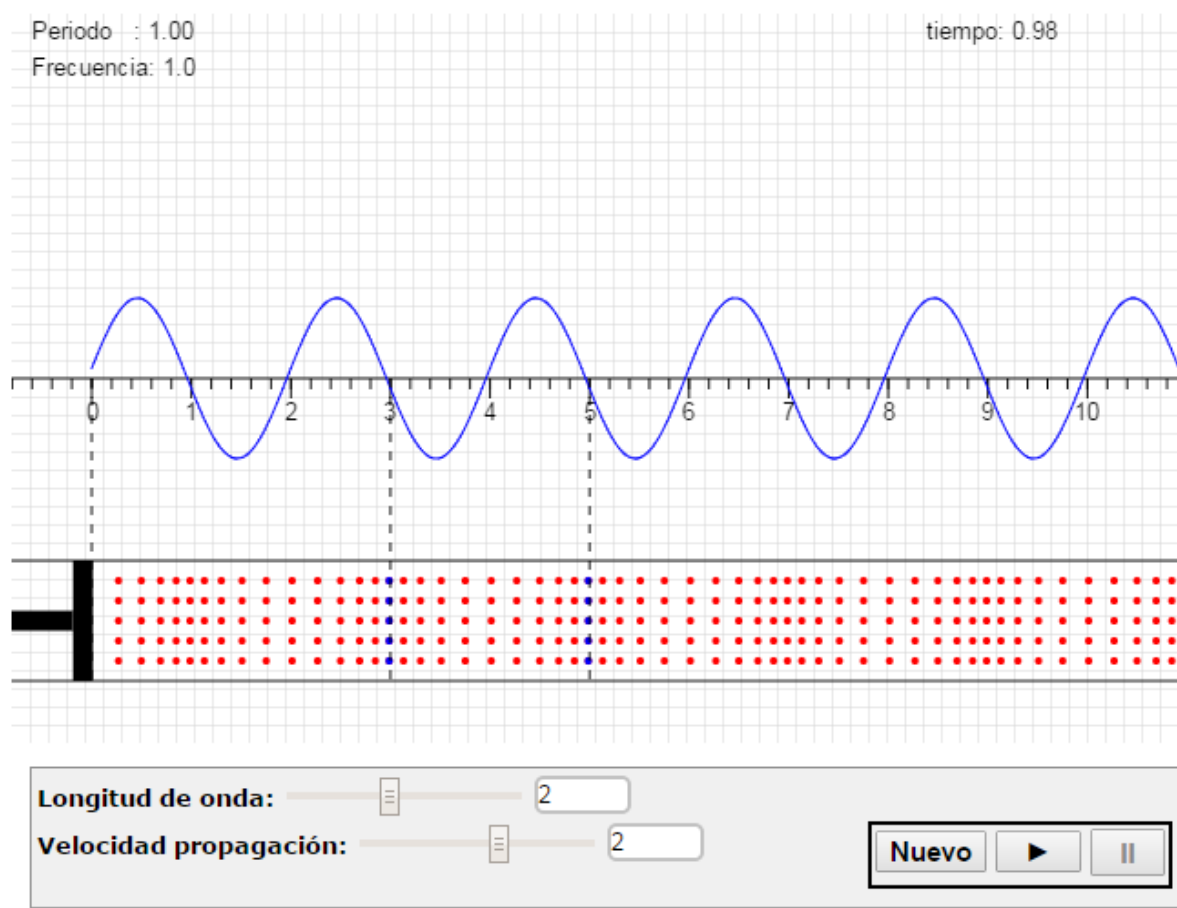 Periodo : 1.00
tiempo: 0.98
Frecuencia: 1.0
0 1 2 3 4 5 6 7 8 9 10
Longitud de onda: 2
Velocidad propagación: 2
Nuevo